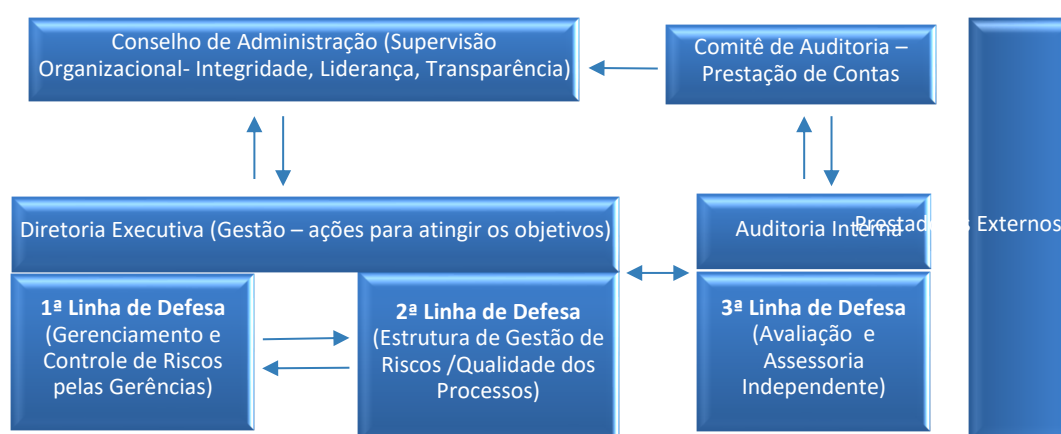 Conselho de Administração (Supervisão
Organizacional- Integridade, Liderança, Transparência)
Comitê de Auditoria –
Prestação de Contas
Diretoria Executiva (Gestão – ações para atingir os objetivos)
Auditoria Interna
Externos
1ª Linha de Defesa
(Gerenciamento e
Controle de Riscos
pelas Gerências)
2ª Linha de Defesa
(Estrutura de Gestão de
Riscos /Qualidade dos
Processos)
3ª Linha de Defesa
(Avaliação e
Assessoria
Independente)